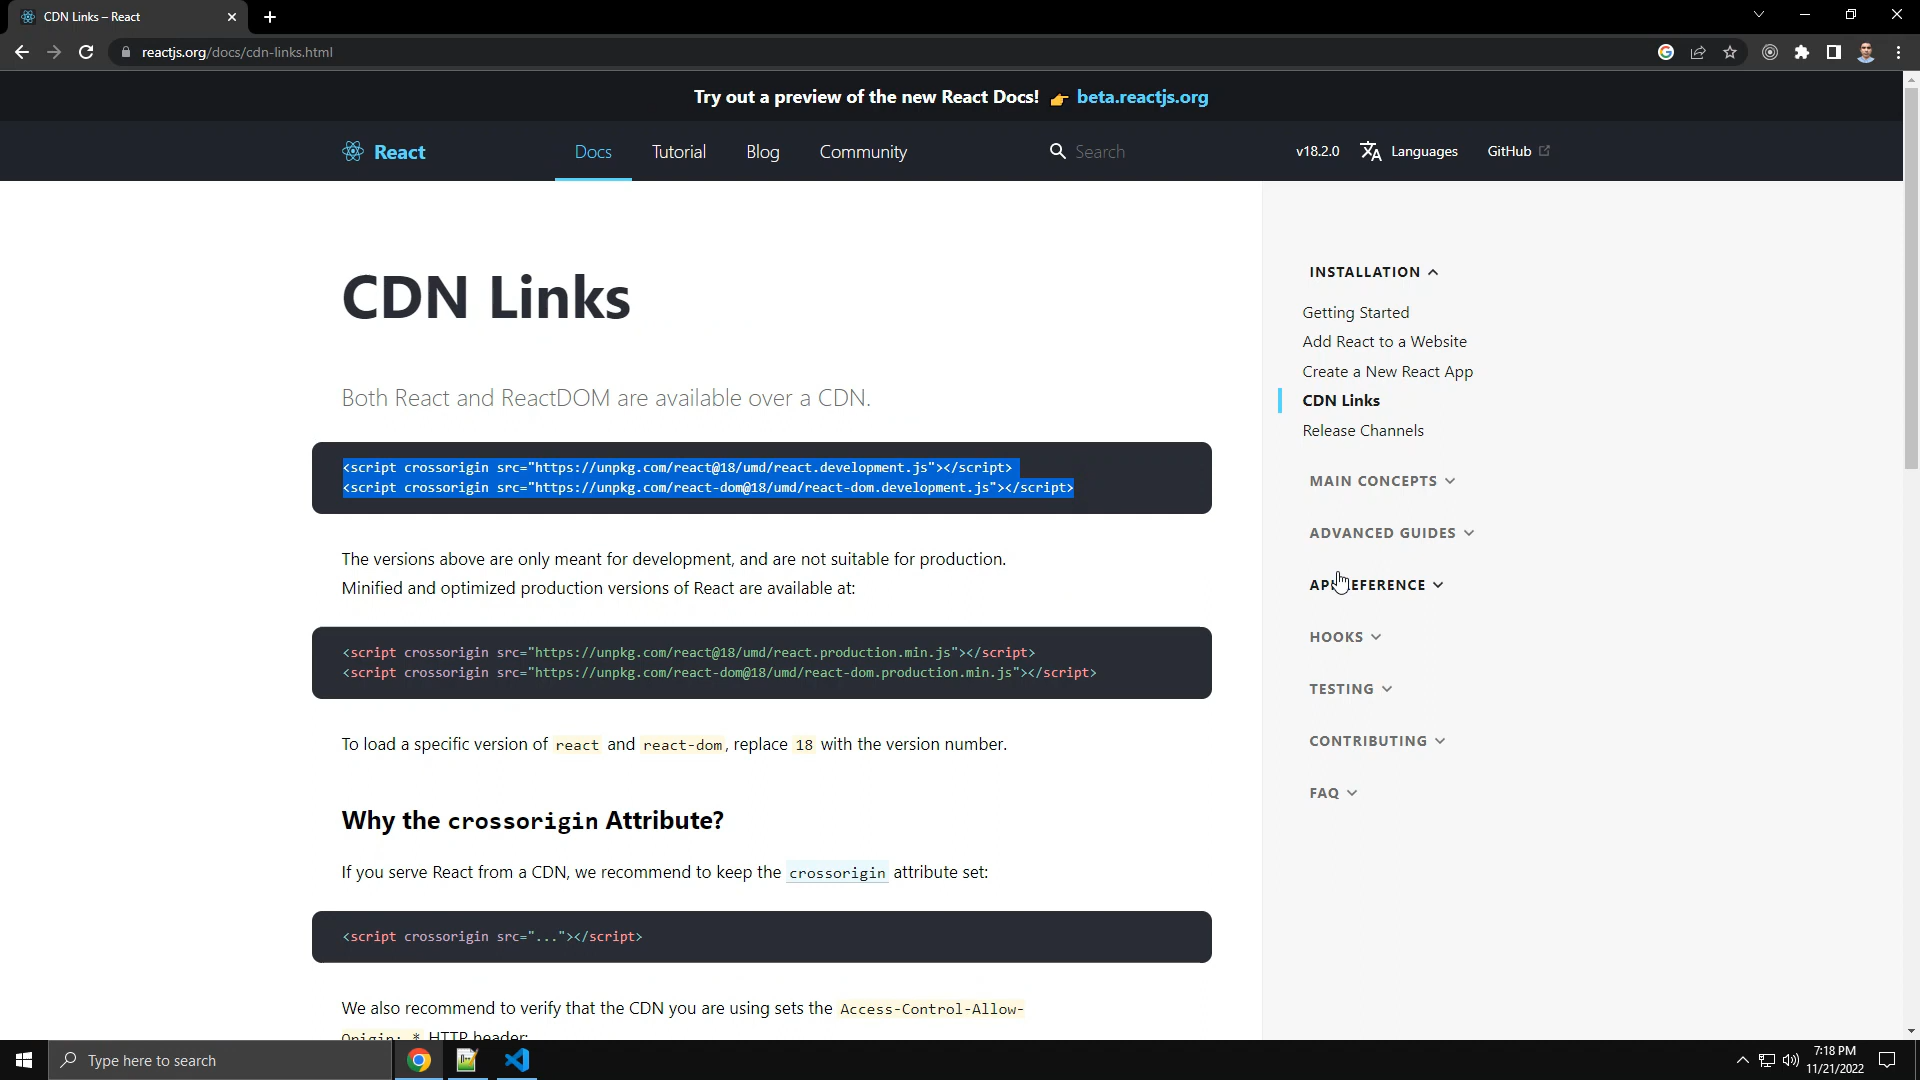 CDN Links – React
reactjs.org/docs/cdn-links.html
Try out a preview of the new React Docs! 👉 beta.reactjs.org
React Docs Tutorial Blog Community Search v18.2.0 Languages GitHub
CDN Links
Both React and ReactDOM are available over a CDN.
<script crossorigin src="https://unpkg.com/react@18/umd/react.development.js"></script>
<script crossorigin src="https://unpkg.com/react-dom@18/umd/react-dom.development.js"></script>
The versions above are only meant for development, and are not suitable for production.
Minified and optimized production versions of React are available at:
<script crossorigin src="https://unpkg.com/react@18/umd/react.production.min.js"></script>
<script crossorigin src="https://unpkg.com/react-dom@18/umd/react-dom.production.min.js"></script>
To load a specific version of react and react-dom, replace 18 with the version number.
Why the crossorigin Attribute?
If you serve React from a CDN, we recommend to keep the crossorigin attribute set:
<script crossorigin src="..."></script>
We also recommend to verify that the CDN you are using sets the Access-Control-Allow-
Origin: * HTTP header:
INSTALLATION
Getting Started
Add React to a Website
Create a New React App
CDN Links
Release Channels
MAIN CONCEPTS
ADVANCED GUIDES
API REFERENCE
HOOKS
TESTING
CONTRIBUTING
FAQ
Type here to search
7:18 PM
11/21/2022